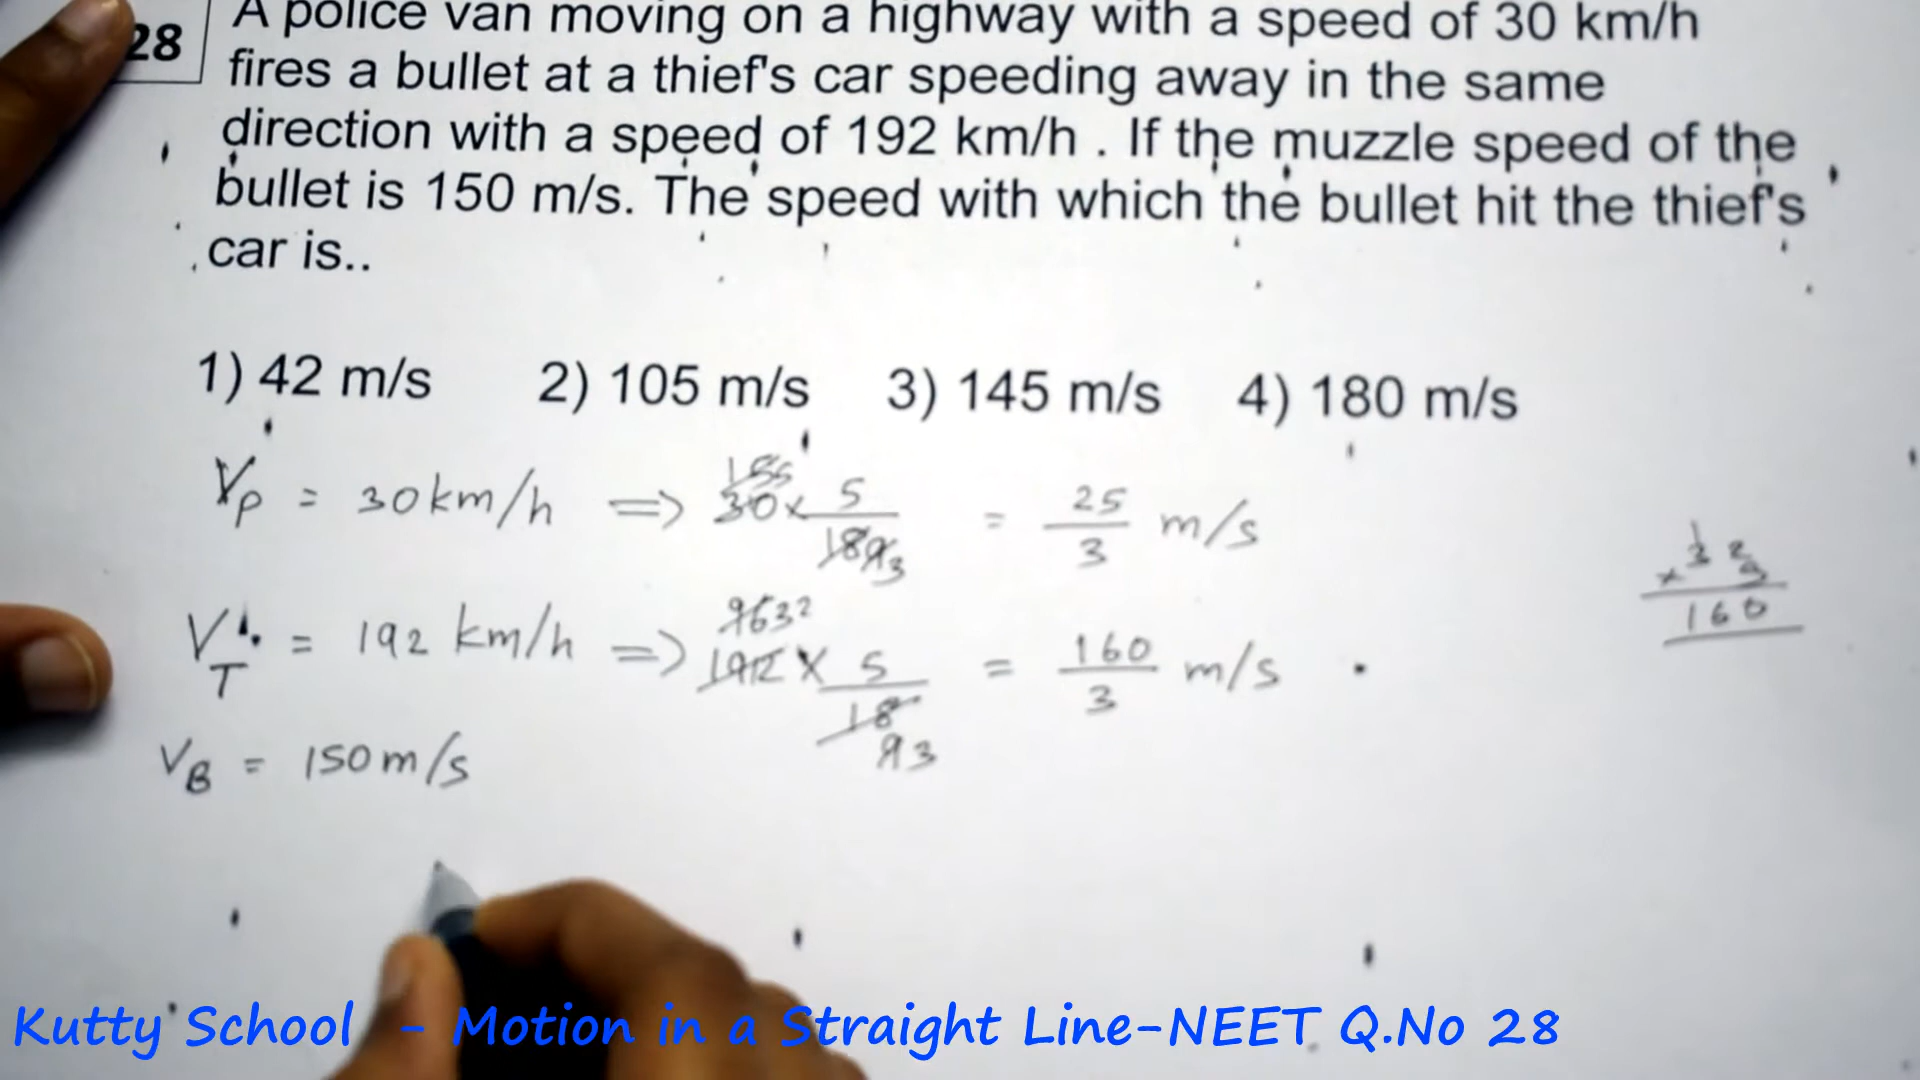 28
A police van moving on a highway with a speed of 30 km/h
fires a bullet at a thief's car speeding away in the same
direction with a speed of 192 km/h . If the muzzle speed of the
bullet is 150 m/s. The speed with which the bullet hit the thief's
car is..
1) 42 m/s 2) 105 m/s 3) 145 m/s 4) 180 m/s
Vp = 30 km/h => 30 x 5/18 = 25/3 m/s
VT = 192 km/h => 192 x 5/18 = 160/3 m/s
160
VB = 150 m/s
Kutty School - Motion in a Straight Line-NEET Q.No 28